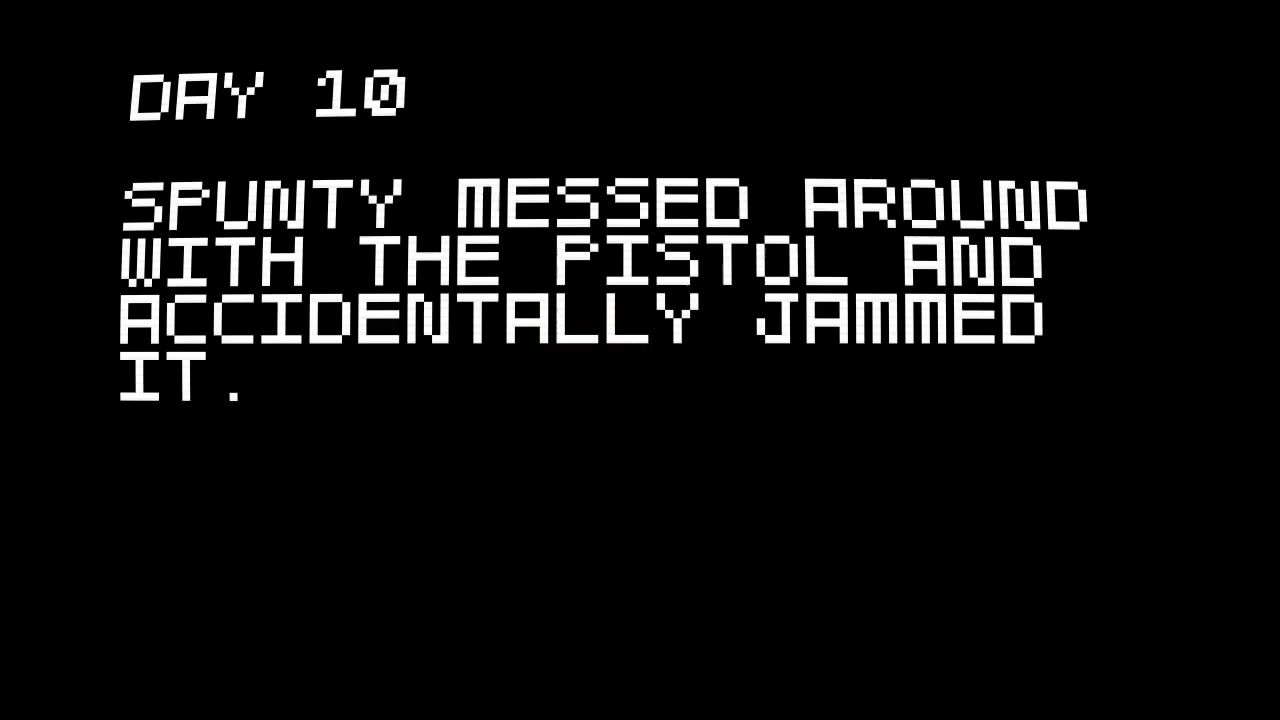 DAY 10
SPUNTY MESSED AROUND
WITH THE PISTOL AND
ACCIDENTALLY JAMMED
IT.